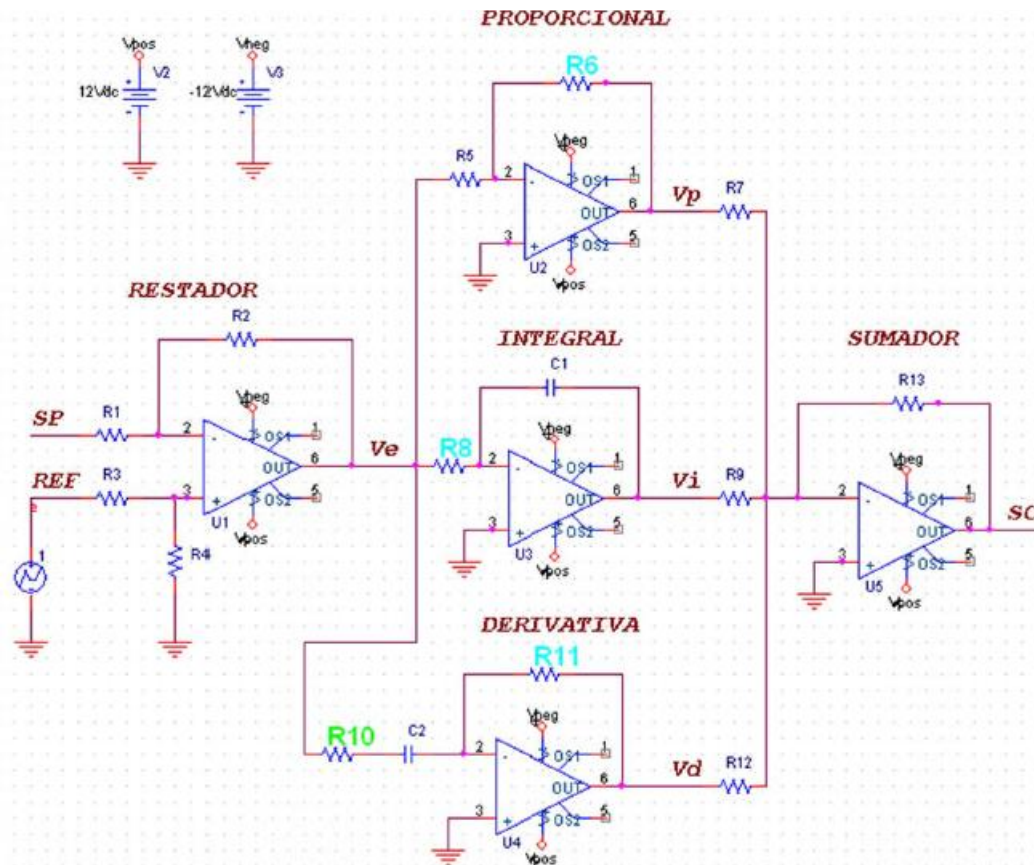 PROPORCIONAL
Vpos
Vneg
V2
V3
12Vdc
-12Vdc
R6
R5
Vneg
2
-
OS1
1
OUT
6
Vp
R7
3
+
OS2
5
U2
Vpos
RESTADOR
R2
INTEGRAL
C1
SUMADOR
R13
SP
R1
Vneg
2
-
OS1
1
OUT
6
Ve
R8
Vneg
2
-
OS1
1
OUT
6
Vi
R9
Vneg
2
-
OS1
1
OUT
6
REF
R3
3
+
OS2
5
U1
Vpos
R4
1
3
+
OS2
5
U3
Vpos
3
+
OS2
5
U5
Vpos
DERIVATIVA
R11
R10
C2
Vneg
2
-
OS1
1
OUT
6
Vd
R12
3
+
OS2
5
U4
Vpos